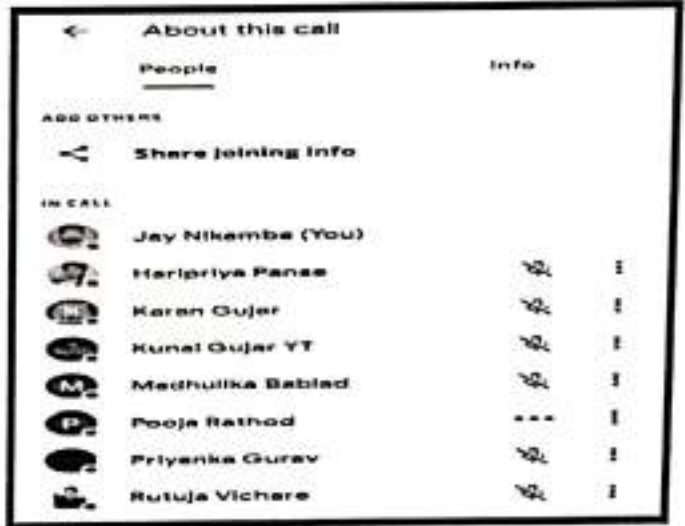 About this call
People Info
ADD OTHERS
Share joining info
IN CALL
Jay Nikamba (You)
Haripriya Panse
Karan Gujar
Kunal Gujar YT
M Madhulika Bablad
P Pooja Rathod
Priyanka Gurav
Rutuja Vichare